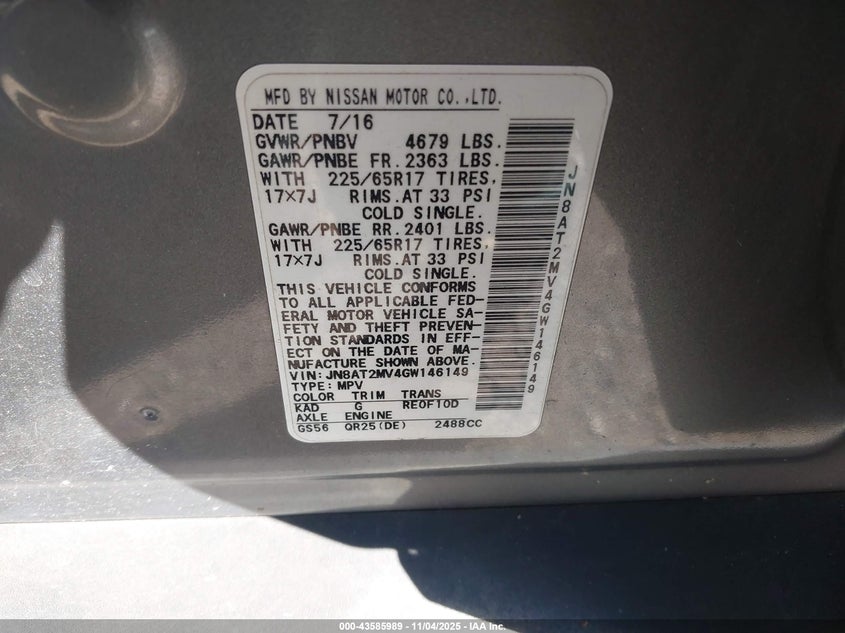 MFD BY NISSAN MOTOR CO.,LTD.
DATE 7/16
GVWR/PNBV 4679 LBS.
GAWR/PNBE FR.2363 LBS.
WITH 225/65R17 TIRES.
17×7J RIMS.AT 33 PSI
COLD SINGLE.
GAWR/PNBE RR.2401 LBS.
WITH 225/65R17 TIRES.
17×7J RIMS.AT 33 PSI
COLD SINGLE.
THIS VEHICLE CONFORMS
TO ALL APPLICABLE FED-
ERAL MOTOR VEHICLE SA-
FETY AND THEFT PREVEN-
TION STANDARDS IN EFF-
ECT ON THE DATE OF MA-
NUFACTURE SHOWN ABOVE.
VIN:JN8AT2MV4GW146149
TYPE:MPV
COLOR TRIM TRANS
KAD G RE0F10D
AXLE ENGINE
GS56 QR25(DE) 2488CC
JN8AT2MV4GW146149
000-43585989 - 11/04/2025 - IAA Inc.